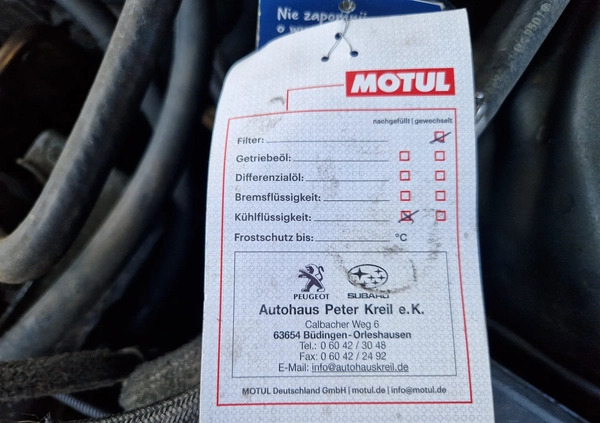 Nie zapomnij
MOTUL
nachgefüllt | gewechselt
Filter:
Getriebeöl:
Differenzialöl:
Bremsflüssigkeit:
Kühlflüssigkeit:
Frostschutz bis: °C
PEUGEOT SUBARU
Autohaus Peter Kreil e.K.
Calbacher Weg 6
63654 Büdingen-Orleshausen
Tel.: 0 60 42 / 30 48
Fax: 0 60 42 / 24 92
E-Mail: info@autohauskreil.de
MOTUL Deutschland GmbH | motul.de | info@motul.de